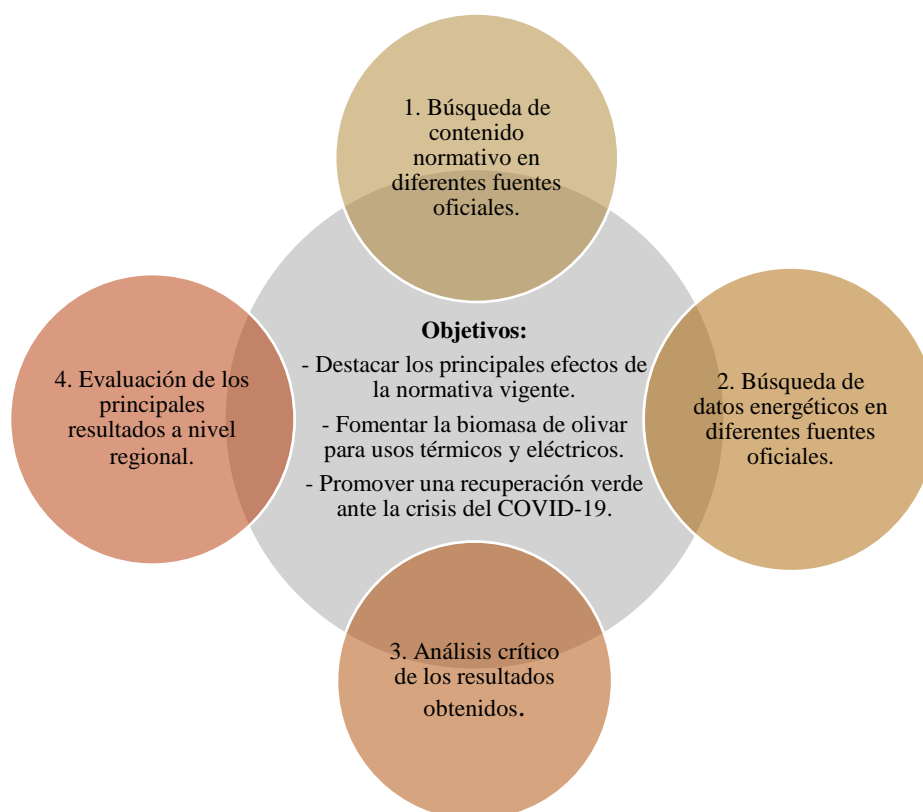 1. Búsqueda de
contenido
normativo en
diferentes fuentes
oficiales.
Objetivos:
- Destacar los principales efectos de
la normativa vigente.
- Fomentar la biomasa de olivar
para usos térmicos y eléctricos.
- Promover una recuperación verde
ante la crisis del COVID-19.
2. Búsqueda de
datos energéticos en
diferentes fuentes
oficiales.
3. Análisis crítico
de los resultados
obtenidos.
4. Evaluación de los
principales
resultados a nivel
regional.